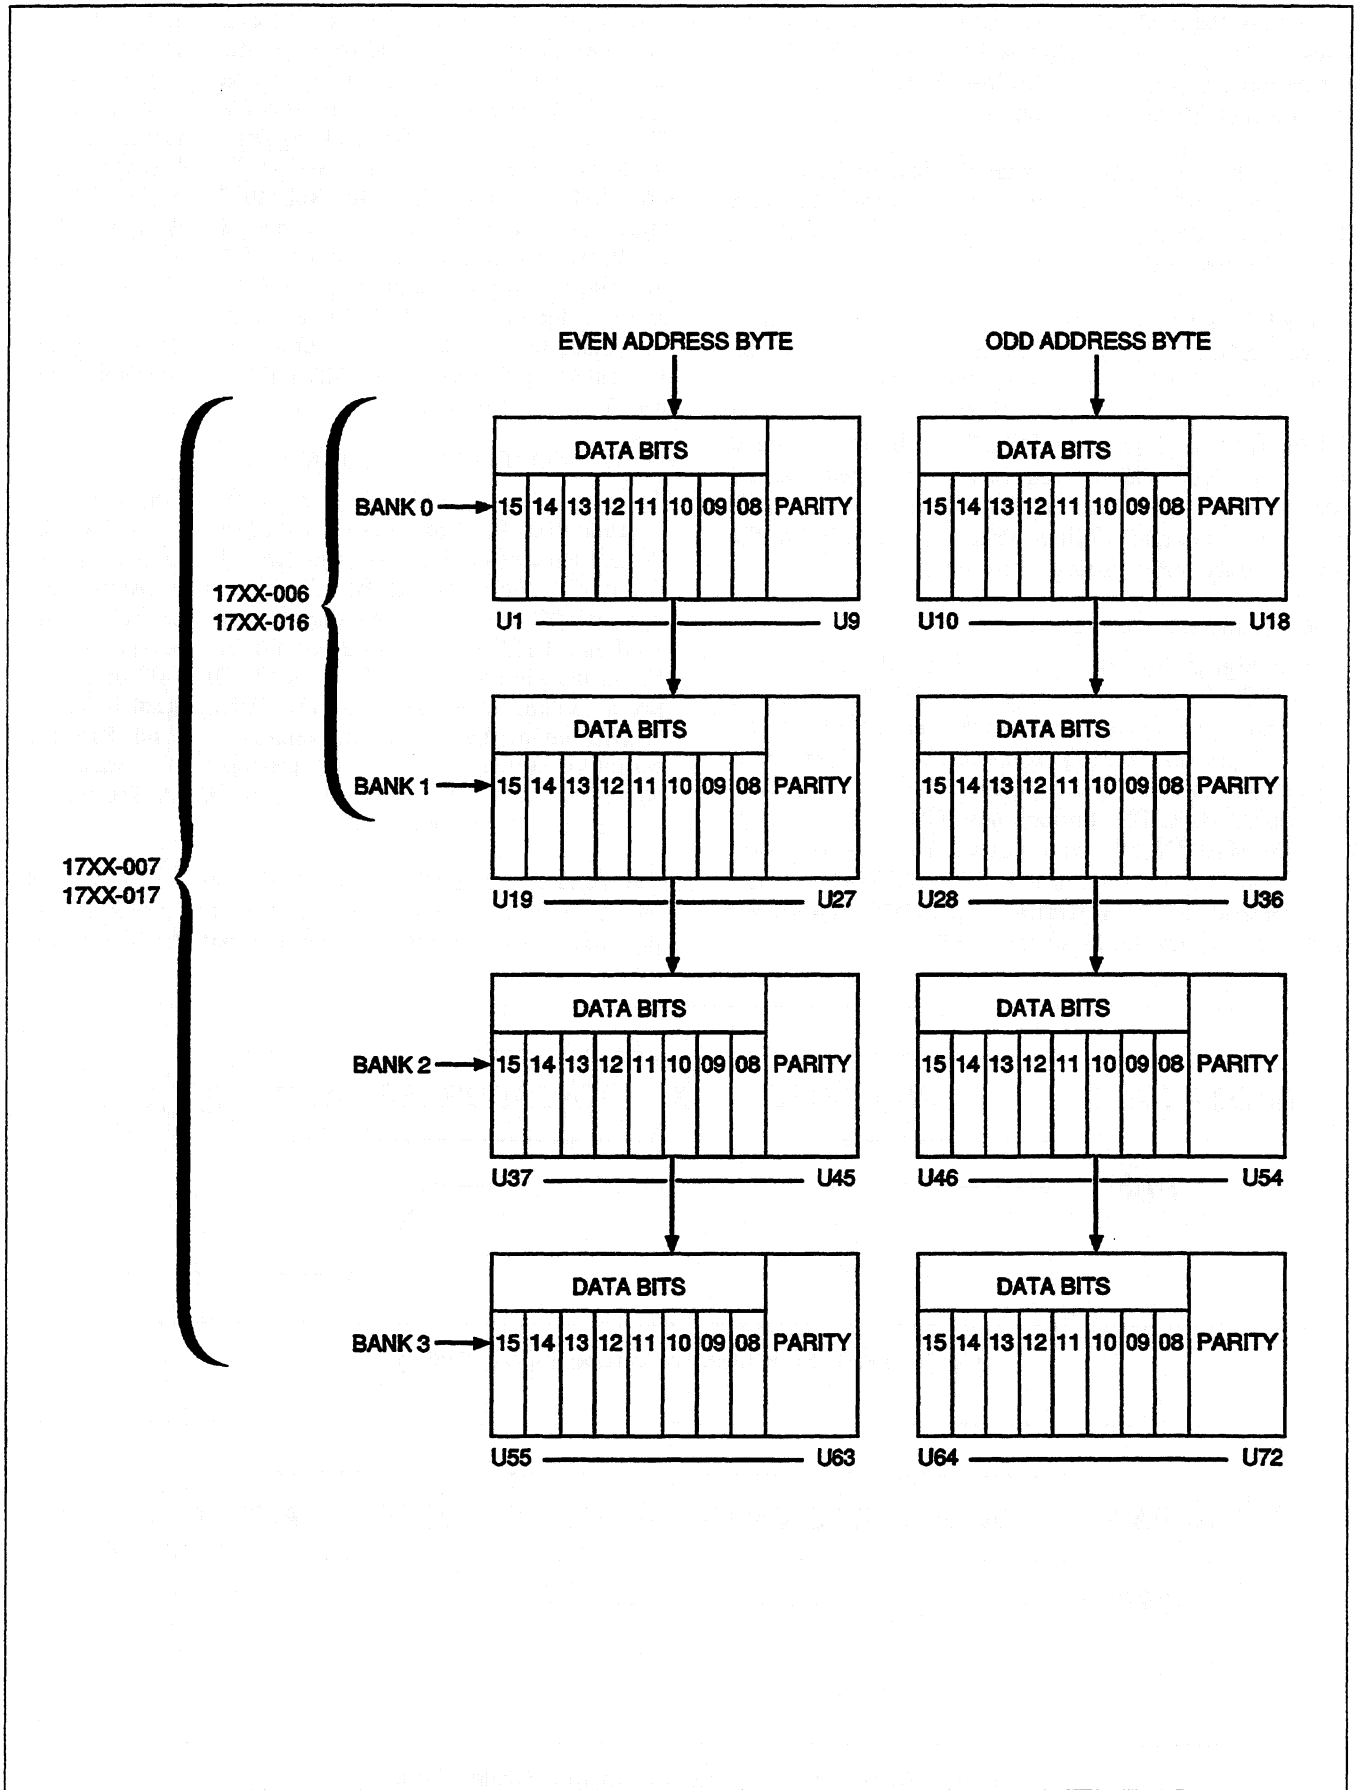 EVEN ADDRESS BYTE ODD ADDRESS BYTE
DATA BITS DATA BITS
BANK 0 15 14 13 12 11 10 09 08 PARITY 15 14 13 12 11 10 09 08 PARITY
17XX-006
17XX-016
U1 U9 U10 U18
DATA BITS DATA BITS
BANK 1 15 14 13 12 11 10 09 08 PARITY 15 14 13 12 11 10 09 08 PARITY
17XX-007
17XX-017
U19 U27 U28 U36
DATA BITS DATA BITS
BANK 2 15 14 13 12 11 10 09 08 PARITY 15 14 13 12 11 10 09 08 PARITY
U37 U45 U46 U54
DATA BITS DATA BITS
BANK 3 15 14 13 12 11 10 09 08 PARITY 15 14 13 12 11 10 09 08 PARITY
U55 U63 U64 U72